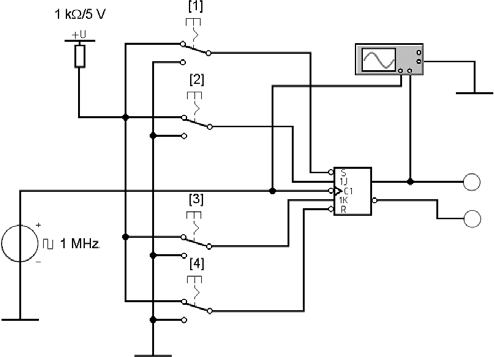 1 kΩ/5 V
[1]
+U
[2]
S
1J
C1
1K
R
[3]
+
1 MHz
−
[4]